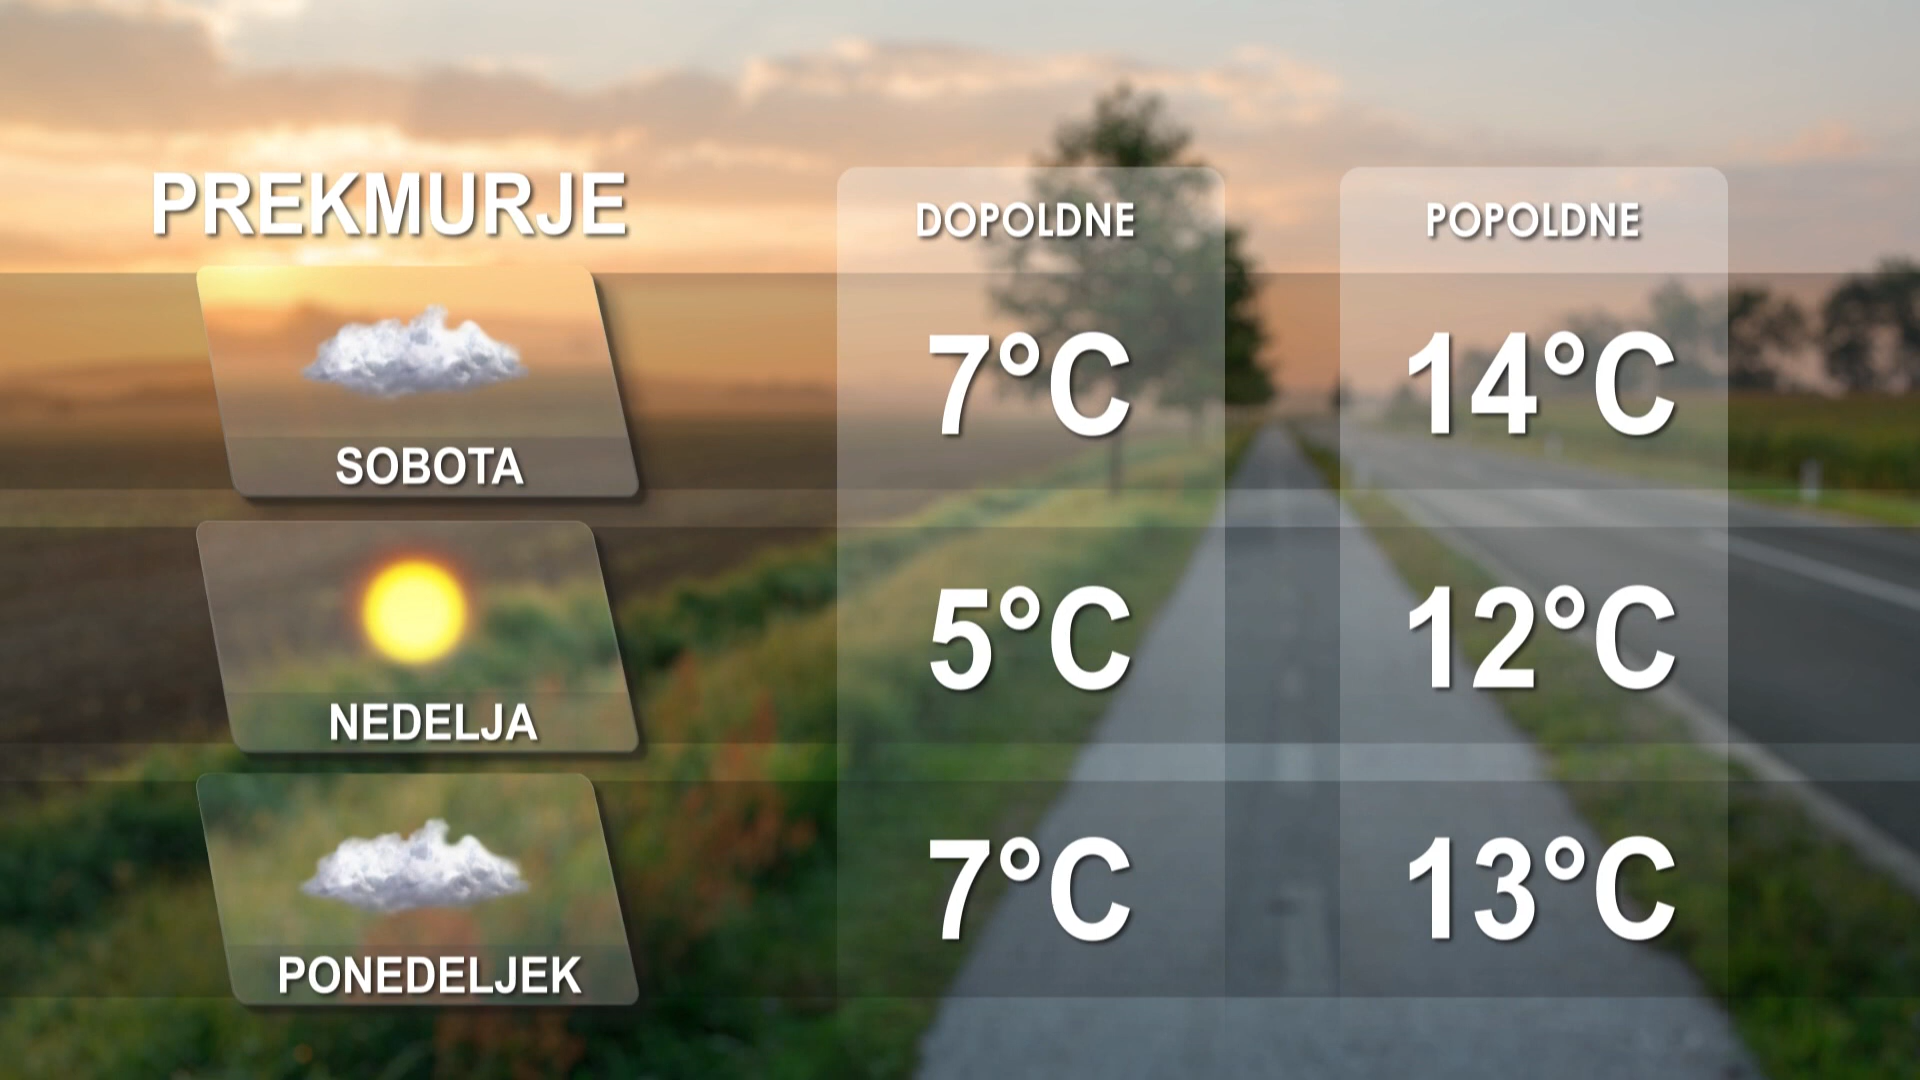 PREKMURJE
DOPOLDNE
POPOLDNE
SOBOTA
7°C
14°C
NEDELJA
5°C
12°C
PONEDELJEK
7°C
13°C